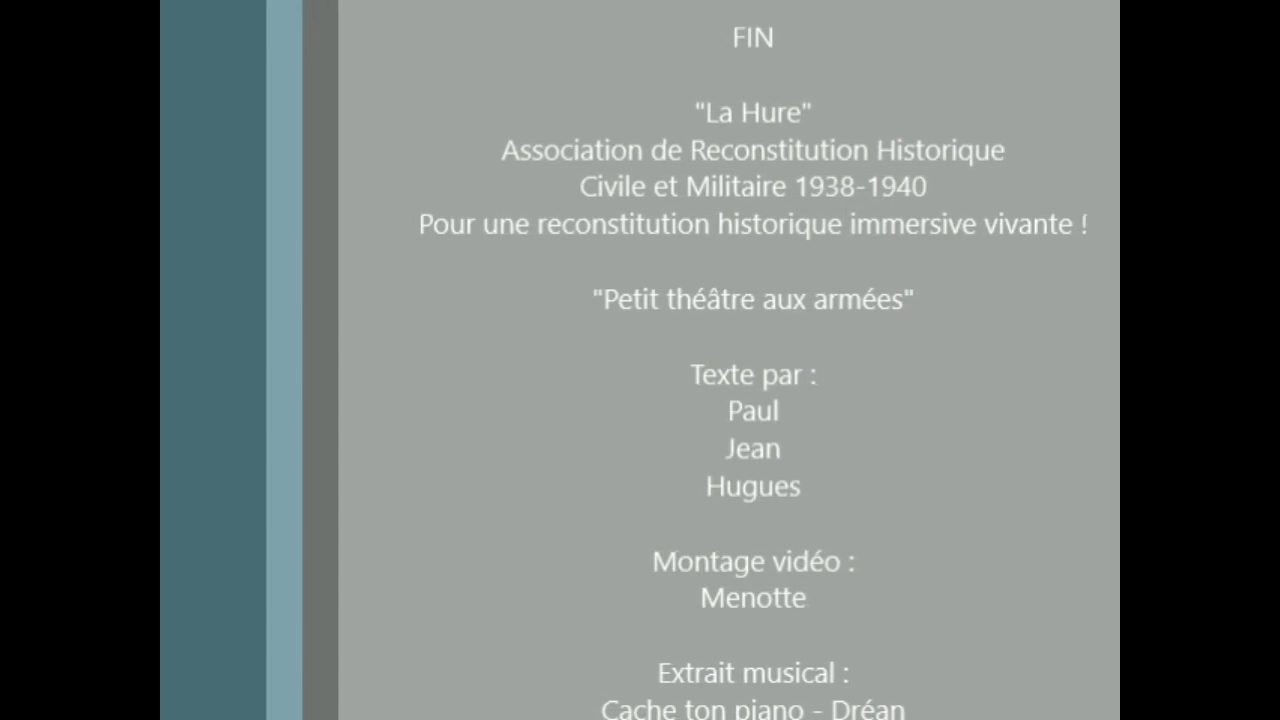 FIN
"La Hure"
Association de Reconstitution Historique
Civile et Militaire 1938-1940
Pour une reconstitution historique immersive vivante !
"Petit théâtre aux armées"
Texte par :
Paul
Jean
Hugues
Montage vidéo :
Menotte
Extrait musical :
Cache ton piano - Dréan